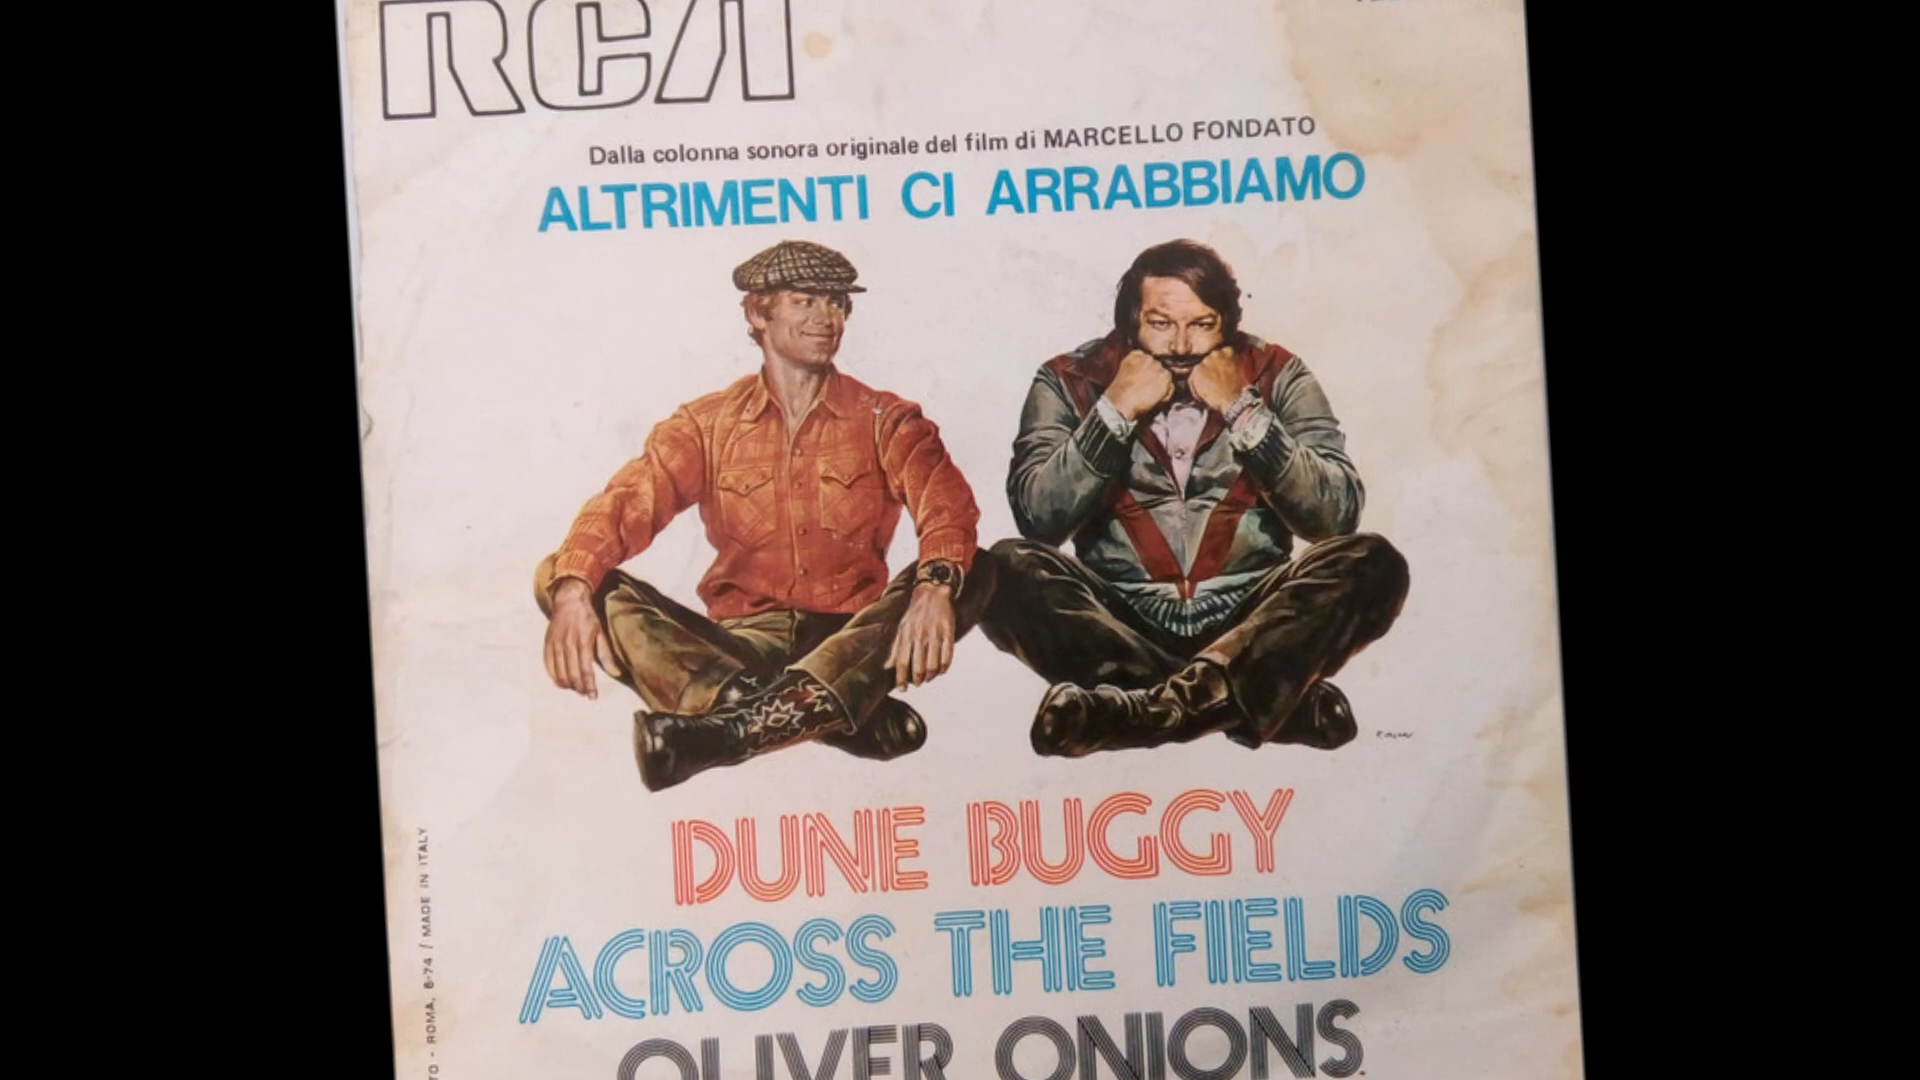 RCA
Dalla colonna sonora originale del film di MARCELLO FONDATO
ALTRIMENTI CI ARRABBIAMO
DUNE BUGGY
ACROSS THE FIELDS
OLIVER ONIONS
- ROMA, 6-74 / MADE IN ITALY